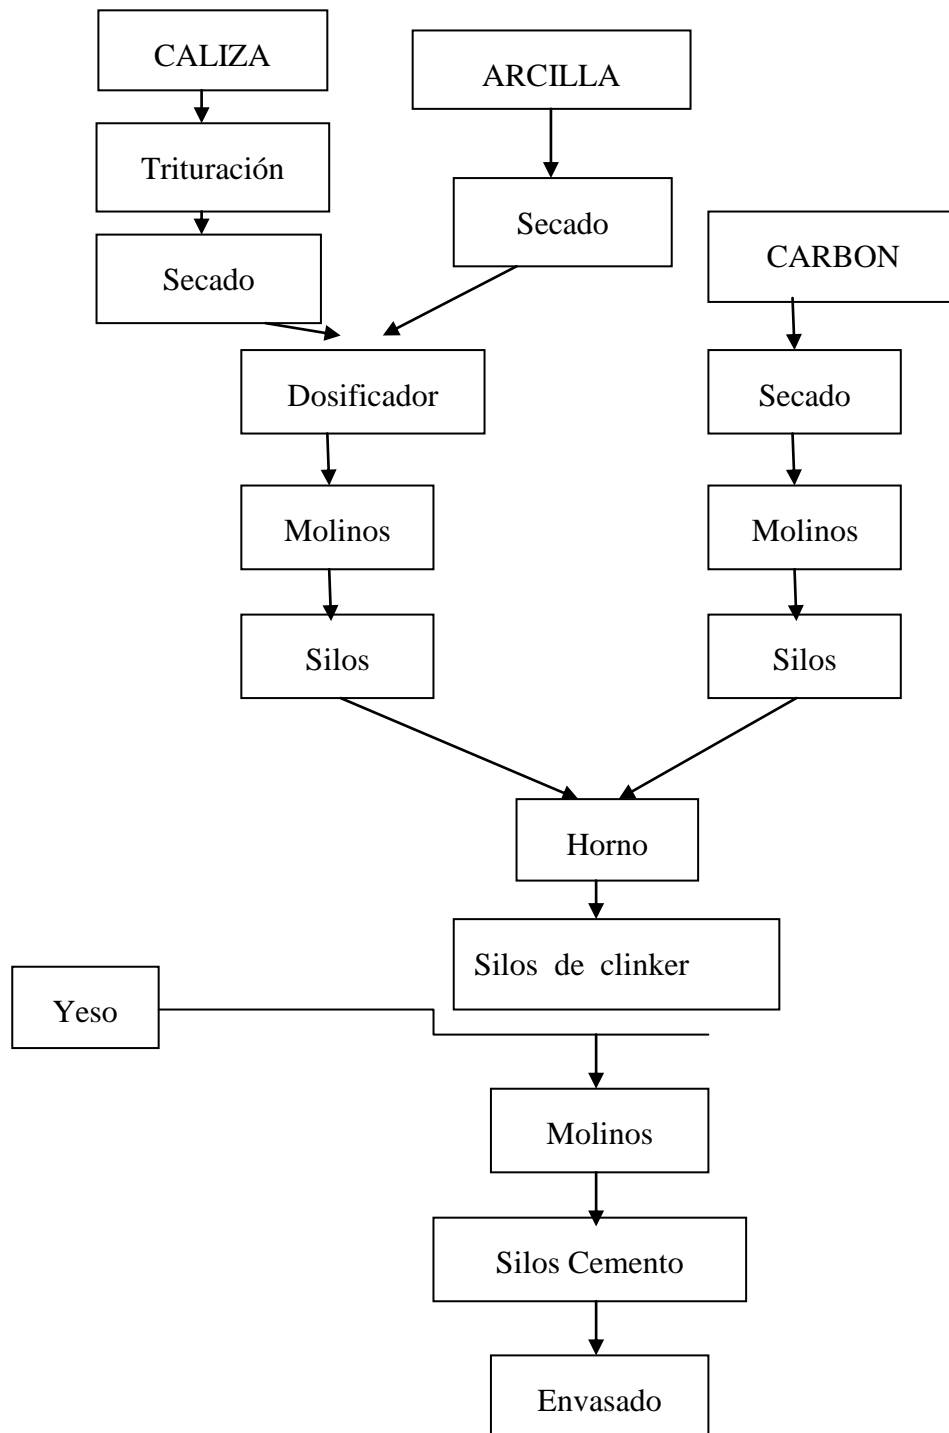 CALIZA
ARCILLA
Trituración
Secado
CARBON
Secado
Dosificador
Secado
Molinos
Molinos
Silos
Silos
Horno
Silos de clinker
Yeso
Molinos
Silos Cemento
Envasado